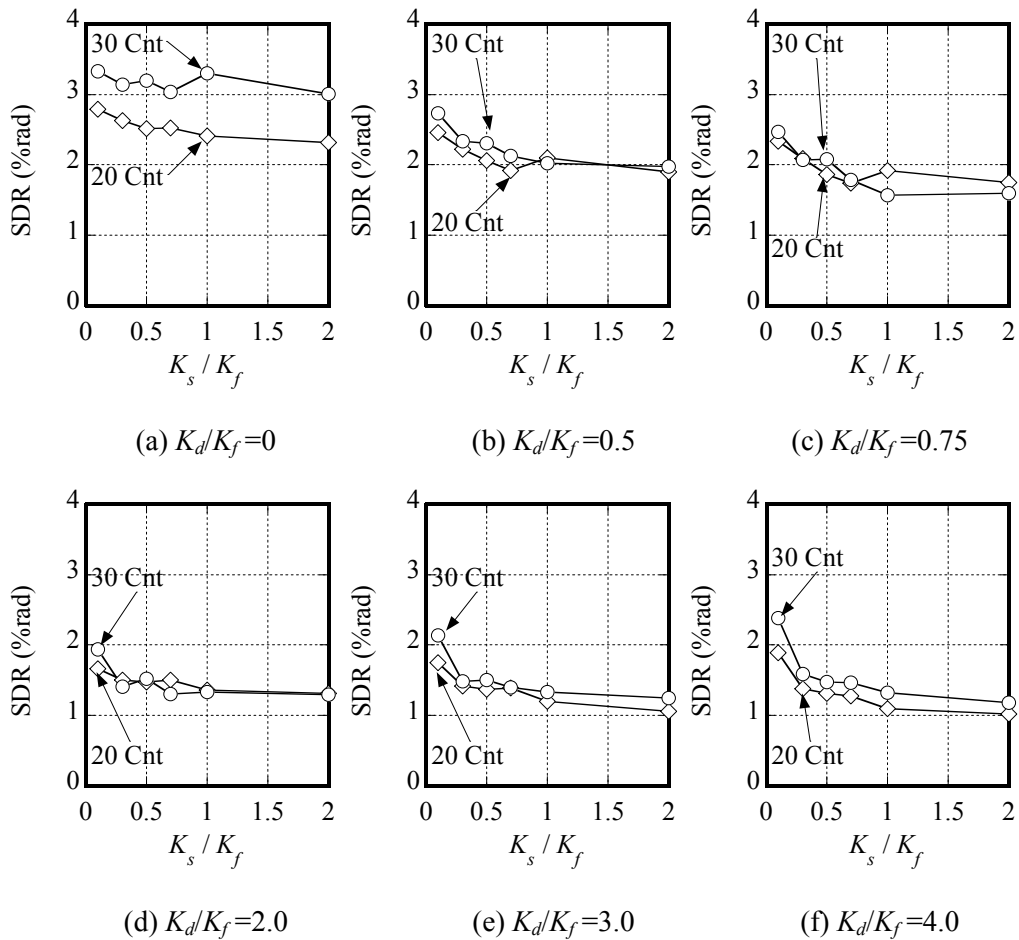 4
3
2
1
0
SDR (%rad)
30 Cnt
20 Cnt
0 0.5 1 1.5 2
K_s / K_f
(a) K_d/K_f=0
4
3
2
1
0
SDR (%rad)
30 Cnt
20 Cnt
0 0.5 1 1.5 2
K_s / K_f
(b) K_d/K_f=0.5
4
3
2
1
0
SDR (%rad)
30 Cnt
20 Cnt
0 0.5 1 1.5 2
K_s / K_f
(c) K_d/K_f=0.75
4
3
2
1
0
SDR (%rad)
30 Cnt
20 Cnt
0 0.5 1 1.5 2
K_s / K_f
(d) K_d/K_f=2.0
4
3
2
1
0
SDR (%rad)
30 Cnt
20 Cnt
0 0.5 1 1.5 2
K_s / K_f
(e) K_d/K_f=3.0
4
3
2
1
0
SDR (%rad)
30 Cnt
20 Cnt
0 0.5 1 1.5 2
K_s / K_f
(f) K_d/K_f=4.0